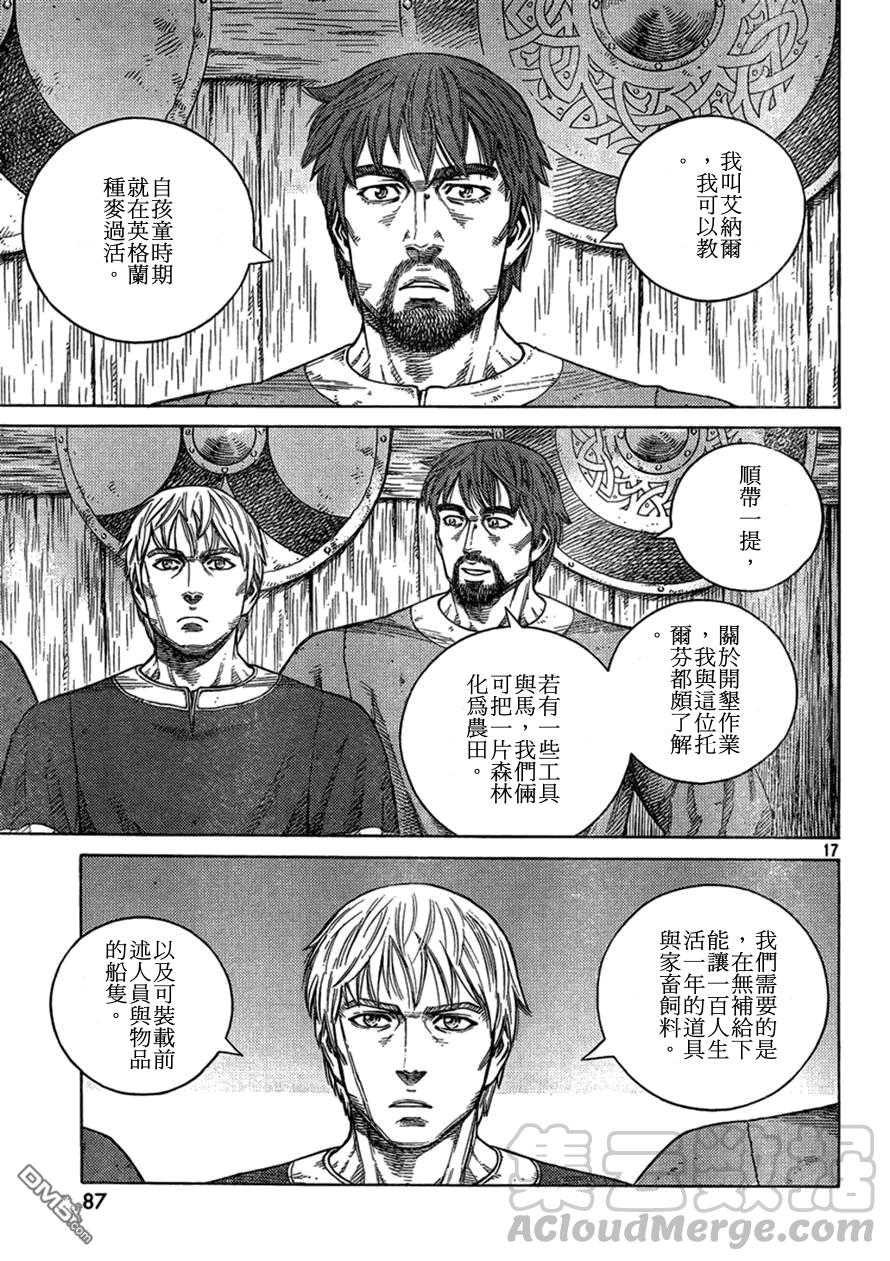 我叫艾納爾
，我可以教
。
自孩童時期
就在英格蘭
種麥過活。
順帶一提，
關於開墾作業
，我與這位托
爾芬都頗了解
。
若有一些工具
與馬，我們倆
可把一片森林
化為農田。
17
我們需要的是
，在無補給下
能讓一百人生
活一年的道具
與家畜飼料。
以及可裝載前
述人員與物品
的船隻。
87
DM5.com
集云数据
ACloudMerge.com